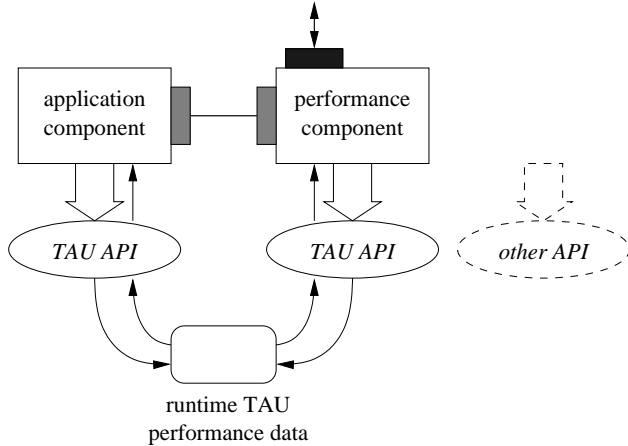 application
component
performance
component
TAU API
TAU API
other API
runtime TAU
performance data